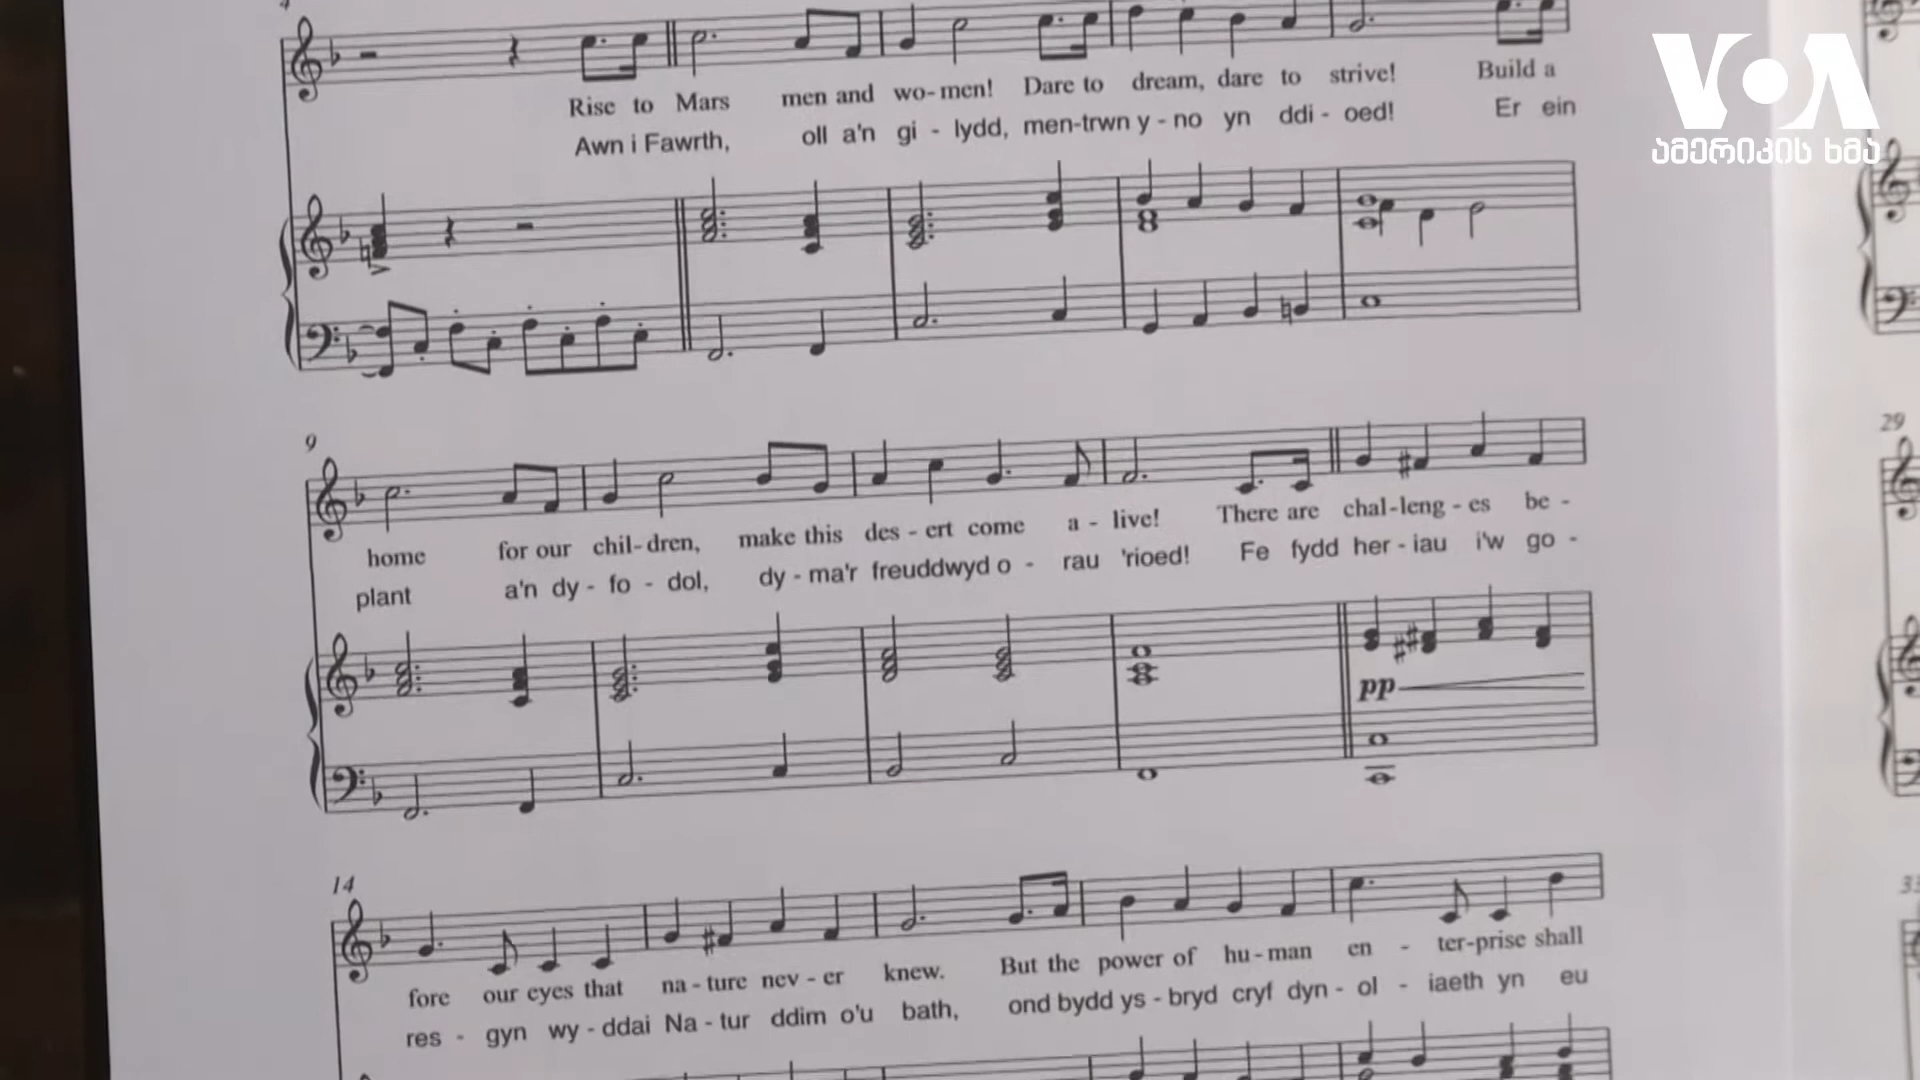 4
VOA
ამერიკის ხმა
Rise to Mars men and wo-men! Dare to dream, dare to strive! Build a
Awn i Fawrth, oll a'n gi - lydd, men-trwn y - no yn ddi - oed! Er ein
9
29
home for our chil-dren, make this des - ert come a - live! There are chal-leng - es be -
plant a'n dy - fo - dol, dy - ma'r freuddwyd o - rau 'rioed! Fe fydd her - iau i'w go -
pp
14
fore our eyes that na - ture nev - er knew. But the power of hu - man en - ter-prise shall
res - gyn wy - ddai Na - tur ddim o'u bath, ond bydd ys - bryd cryf dyn - ol - iaeth yn eu